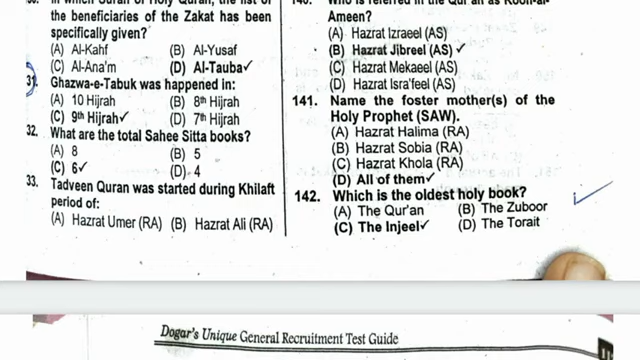 the beneficiaries of the Zakat has been
specifically given?
(A) Al-Kahf (B) Al-Yusaf
(C) Al-Ana'm (D) Al-Tauba✓
31. Ghazwa-e-Tabuk was happened in:
(A) 10 Hijrah (B) 8th Hijrah
(C) 9th Hijrah✓ (D) 7th Hijrah
32. What are the total Sahee Sitta books?
(A) 8 (B) 5
(C) 6✓ (D) 4
33. Tadveen Quran was started during Khilaft
period of:
(A) Hazrat Umer (RA) (B) Hazrat Ali (RA)
Ameen?
(A) Hazrat Izraeel (AS)
(B) Hazrat Jibreel (AS) ✓
(C) Hazrat Mekaeel (AS)
(D) Hazrat Isra'feel (AS)
141. Name the foster mother(s) of the
Holy Prophet (SAW).
(A) Hazrat Halima (RA)
(B) Hazrat Sobia (RA)
(C) Hazrat Khola (RA)
(D) All of them✓
142. Which is the oldest holy book?
(A) The Qur'an (B) The Zuboor
(C) The Injeel✓ (D) The Torait
Dogar's Unique General Recruitment Test Guide